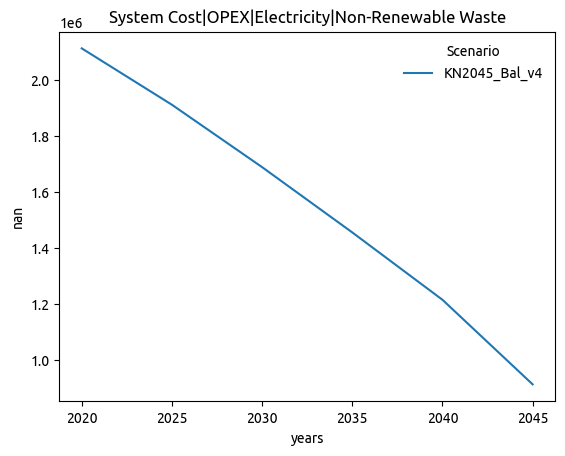 System Cost|OPEX|Electricity|Non-Renewable Waste
1e6
Scenario
KN2045_Bal_v4
2.0
1.8
1.6
1.4
1.2
1.0
nan
2020 2025 2030 2035 2040 2045
years